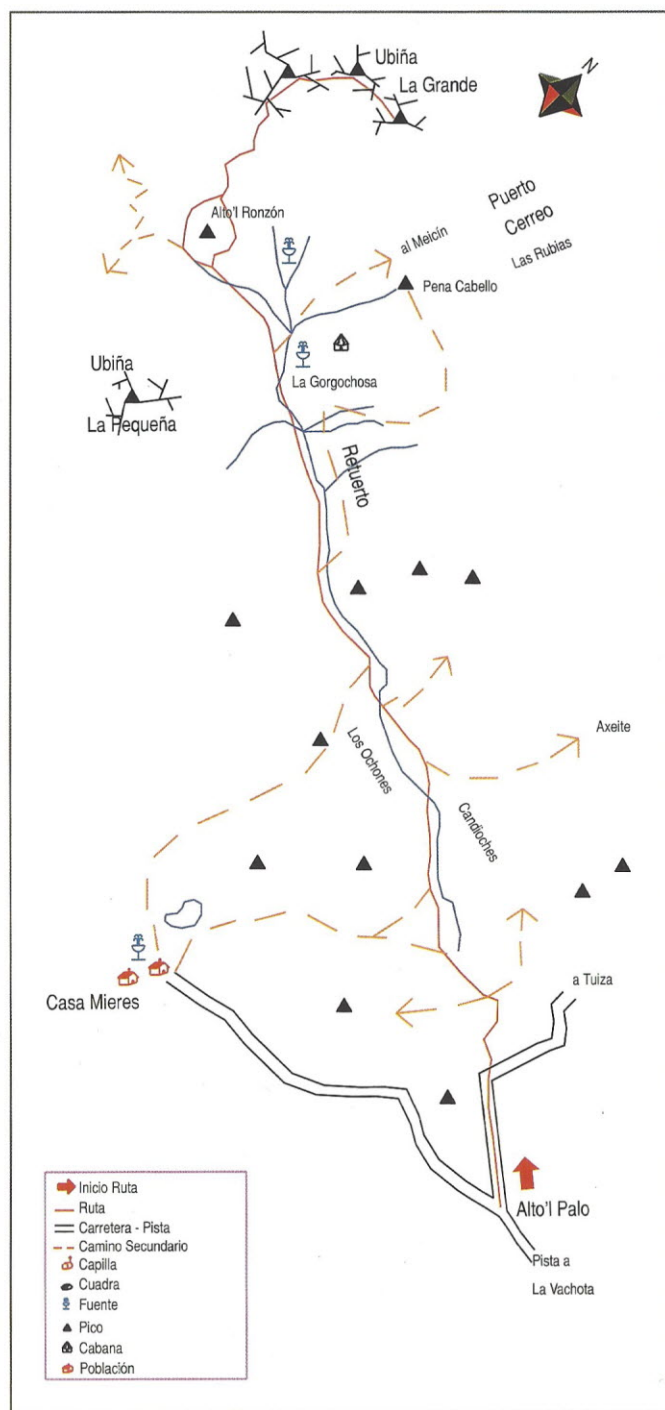 Ubiña
La Grande
N
Puerto
Cerreo
Las Rubias
Alto'l Ronzón
al Meicín
Pena Cabello
Ubiña
La Pequeña
La Gorgochosa
Retuerto
Axeite
Los Ochones
Candioches
Casa Mieres
a Tuiza
Alto'l Palo
Pista a
La Vachota
Inicio Ruta
Ruta
Carretera - Pista
Camino Secundario
Capilla
Cuadra
Fuente
Pico
Cabana
Población